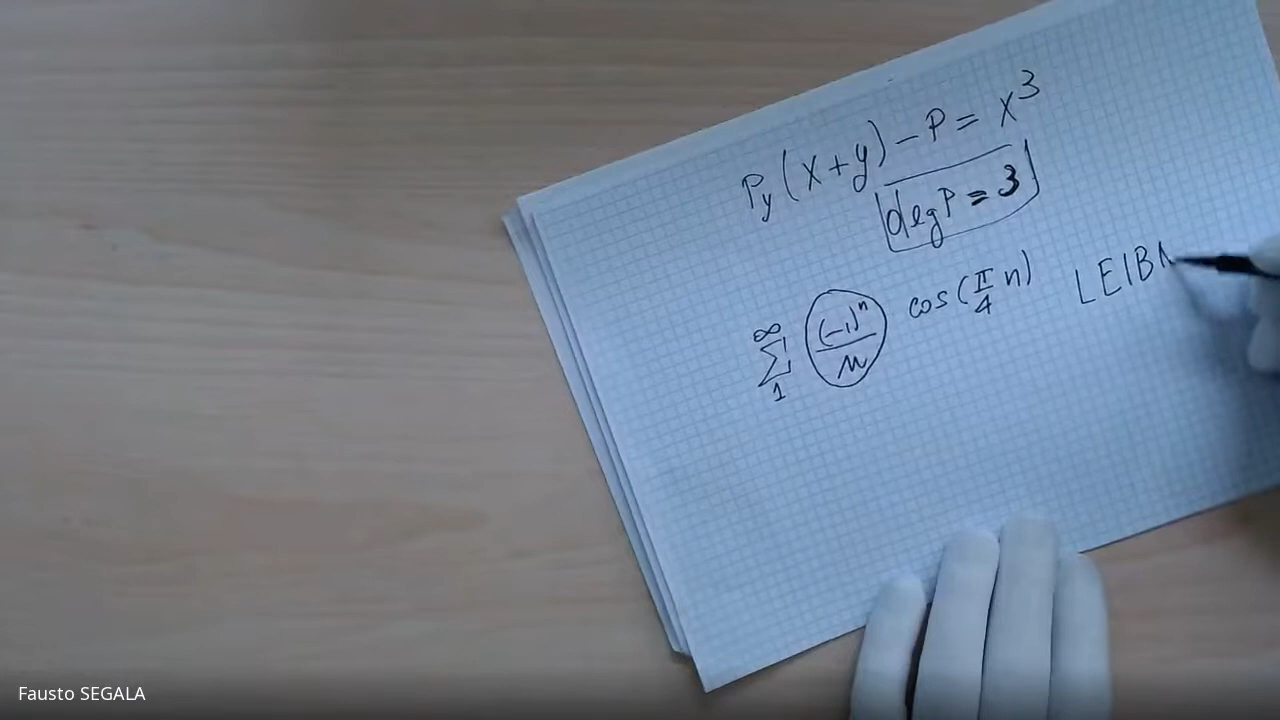 P_y (x+y) - P = x^3
deg P = 3
∑_1^∞ (-1)^n/n cos(π/4 n) LEIBN
Fausto SEGALA